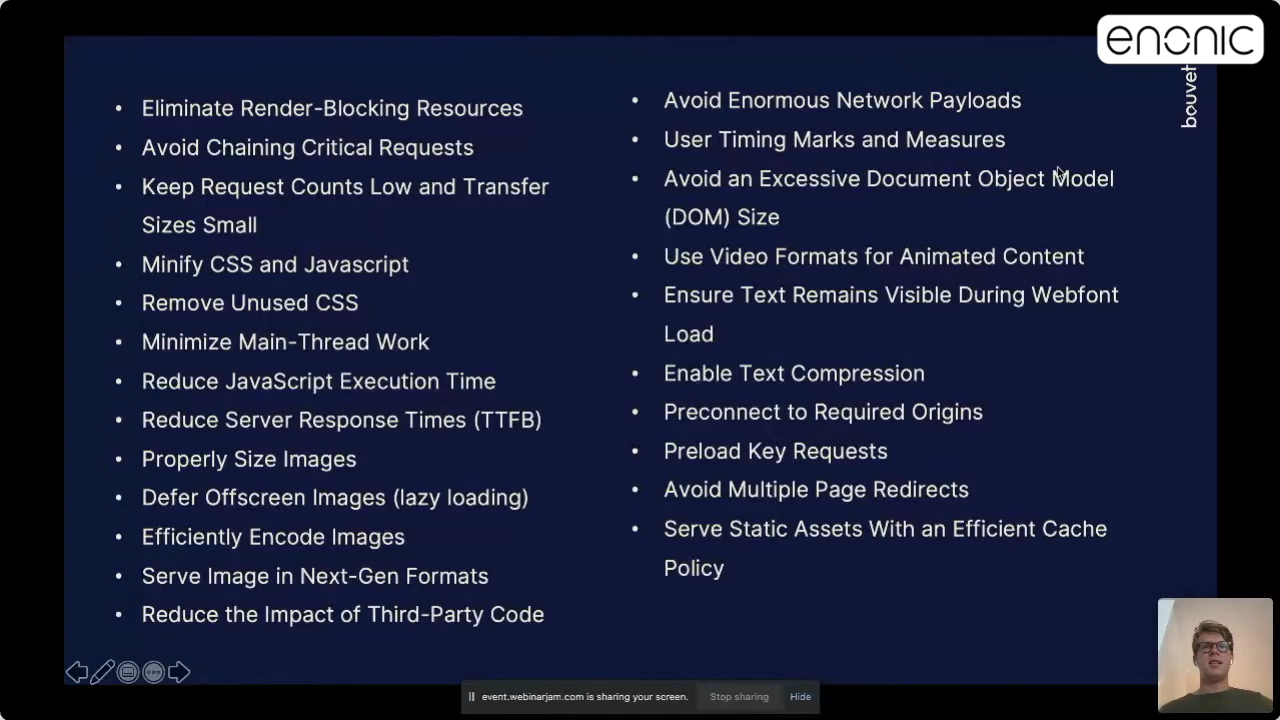 enonic
bouvet
Eliminate Render-Blocking Resources
Avoid Chaining Critical Requests
Keep Request Counts Low and Transfer
Sizes Small
Minify CSS and Javascript
Remove Unused CSS
Minimize Main-Thread Work
Reduce JavaScript Execution Time
Reduce Server Response Times (TTFB)
Properly Size Images
Defer Offscreen Images (lazy loading)
Efficiently Encode Images
Serve Image in Next-Gen Formats
Reduce the Impact of Third-Party Code
Avoid Enormous Network Payloads
User Timing Marks and Measures
Avoid an Excessive Document Object Model
(DOM) Size
Use Video Formats for Animated Content
Ensure Text Remains Visible During Webfont
Load
Enable Text Compression
Preconnect to Required Origins
Preload Key Requests
Avoid Multiple Page Redirects
Serve Static Assets With an Efficient Cache
Policy
event.webinarjam.com is sharing your screen. Stop sharing Hide